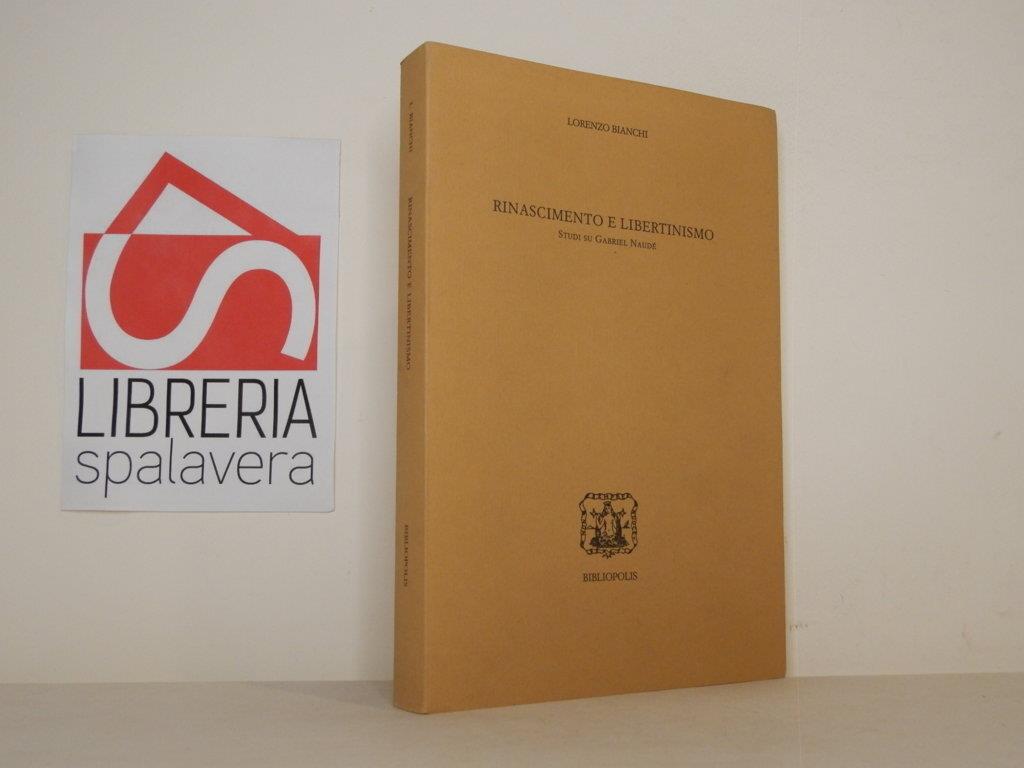 LIBRERIA
spalavera
L. BIANCHI
RINASCIMENTO E LIBERTINISMO
BIBLIOPOLIS
LORENZO BIANCHI
RINASCIMENTO E LIBERTINISMO
STUDI SU GABRIEL NAUDÉ
BIBLIOPOLIS